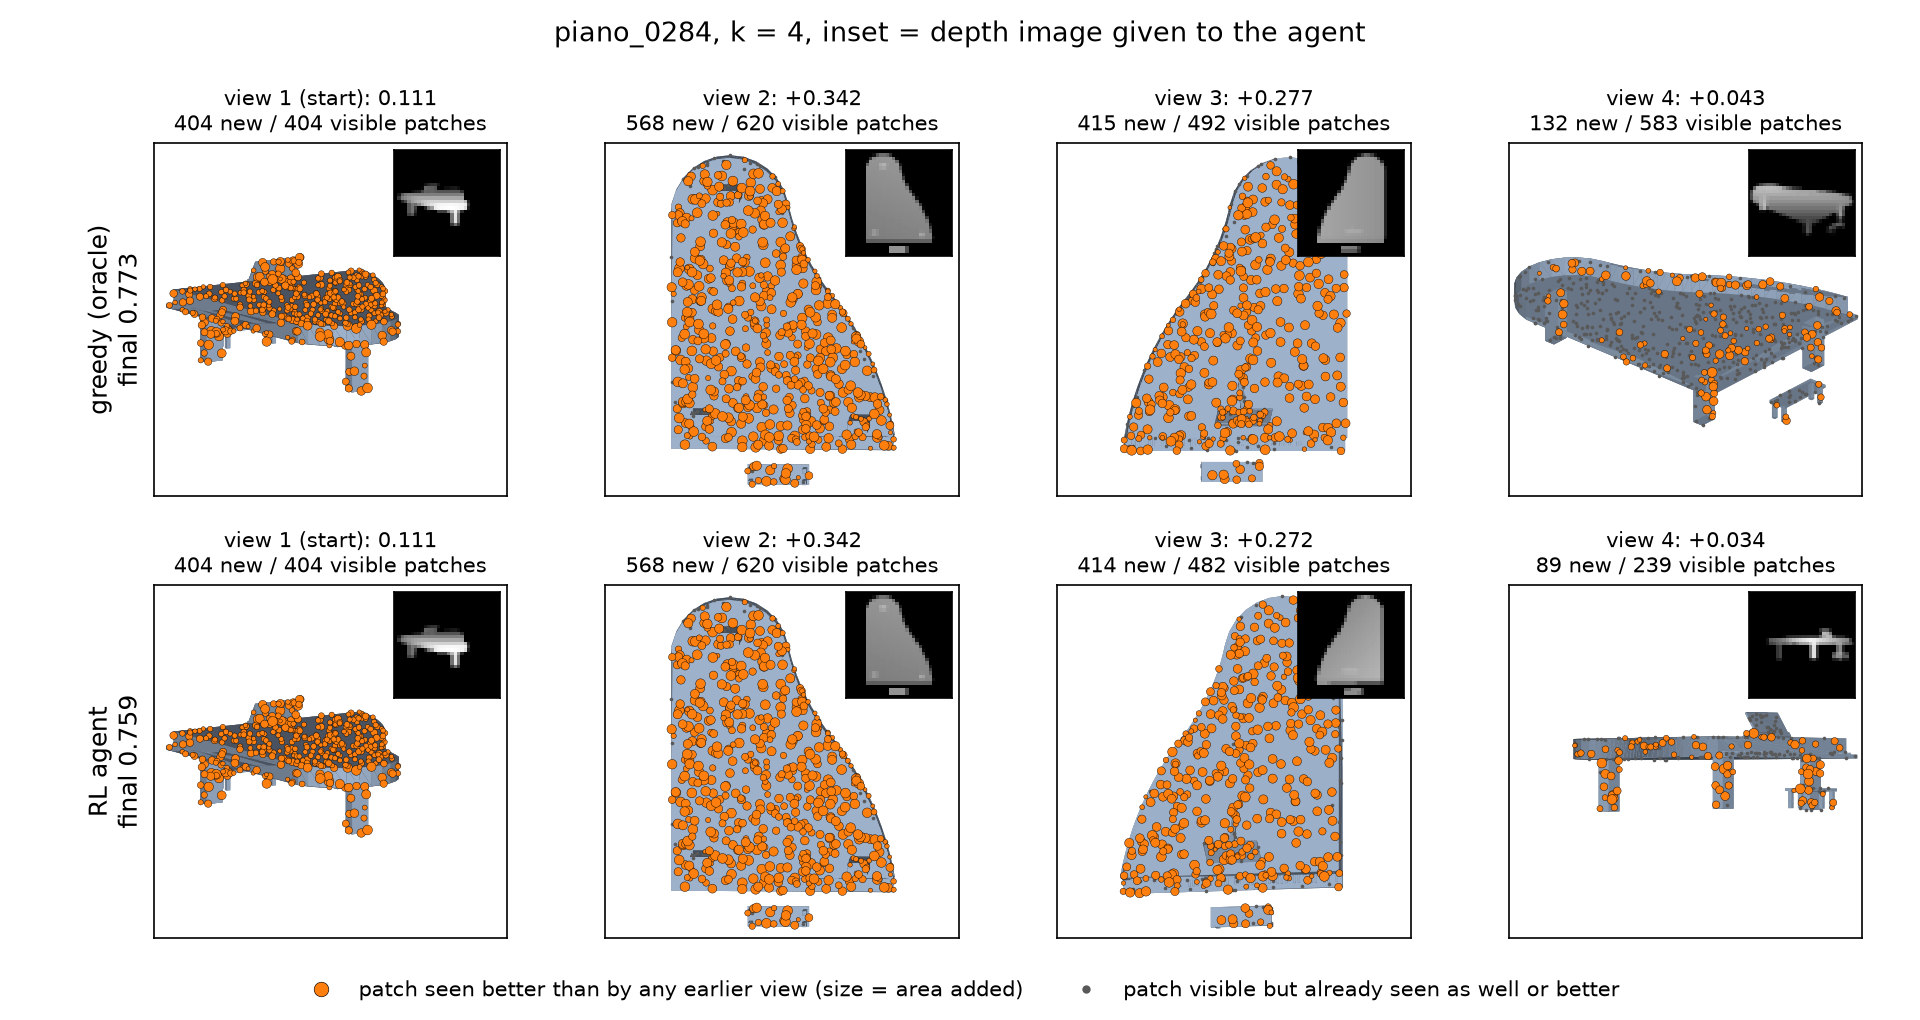 piano_0284, k = 4, inset = depth image given to the agent
greedy (oracle)
final 0.773
view 1 (start): 0.111
404 new / 404 visible patches
view 2: +0.342
568 new / 620 visible patches
view 3: +0.277
415 new / 492 visible patches
view 4: +0.043
132 new / 583 visible patches
RL agent
final 0.759
view 1 (start): 0.111
404 new / 404 visible patches
view 2: +0.342
568 new / 620 visible patches
view 3: +0.272
414 new / 482 visible patches
view 4: +0.034
89 new / 239 visible patches
patch seen better than by any earlier view (size = area added)
patch visible but already seen as well or better